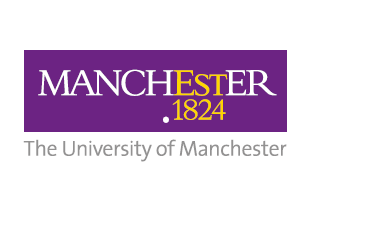 MANCHESTER
.1824
The University of Manchester